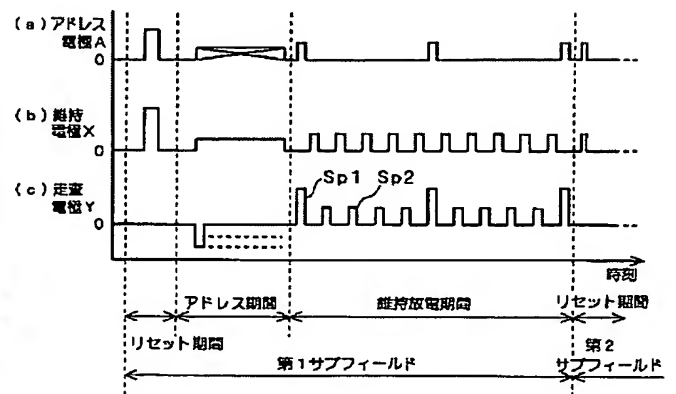 (a)アドレス
電極A
0
(b)維持
電極X
0
(c)走査
電極Y
0
Sp1 Sp2
時刻
アドレス期間 維持放電期間 リセット期間
リセット期間
第1サブフィールド
第2
サブフィールド